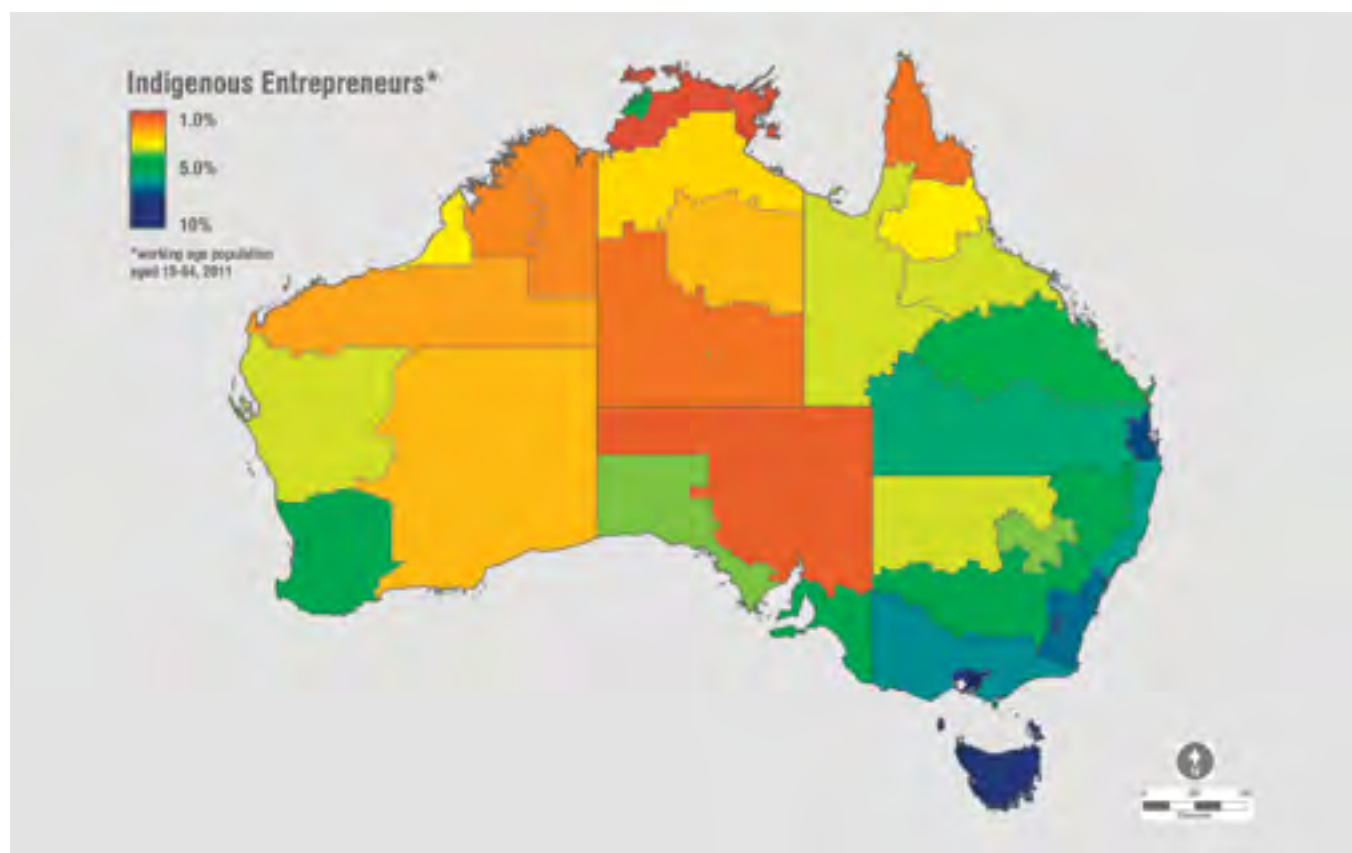 Indigenous Entrepreneurs*
1.0%
5.0%
10%
*working age population
aged 15-64, 2011